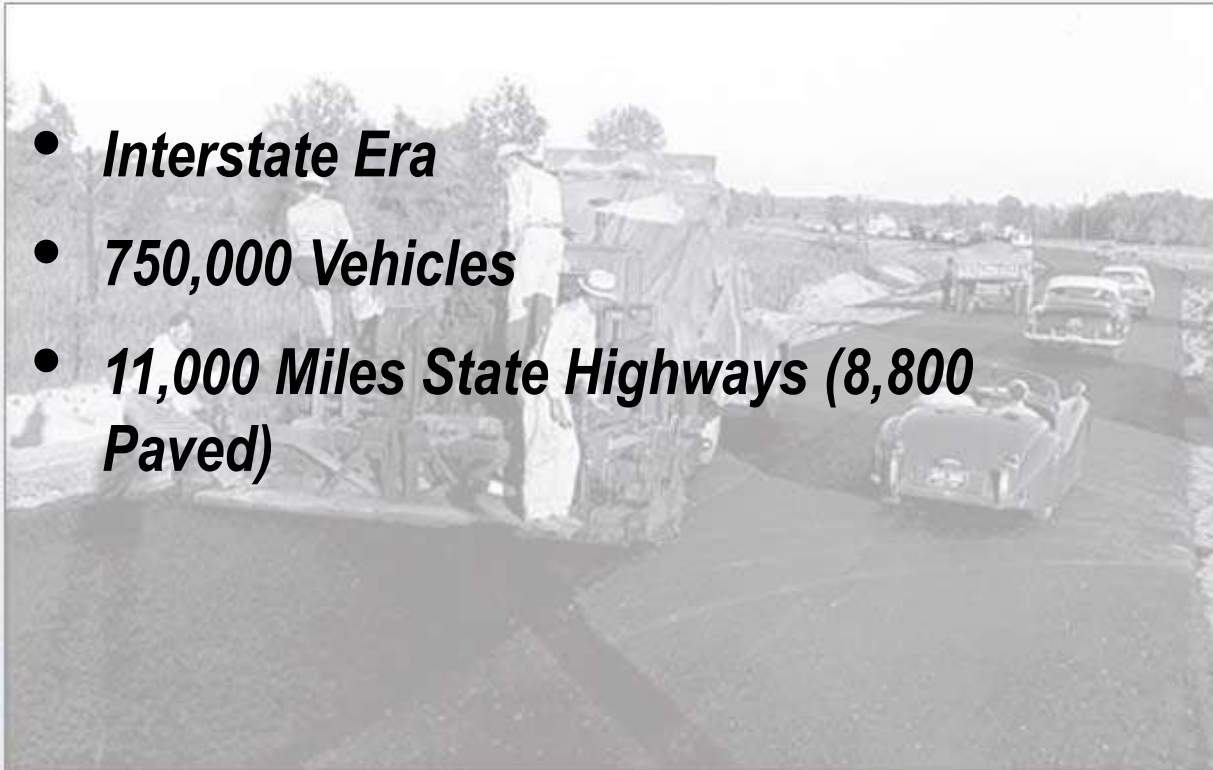 • Interstate Era
• 750,000 Vehicles
• 11,000 Miles State Highways (8,800
Paved)